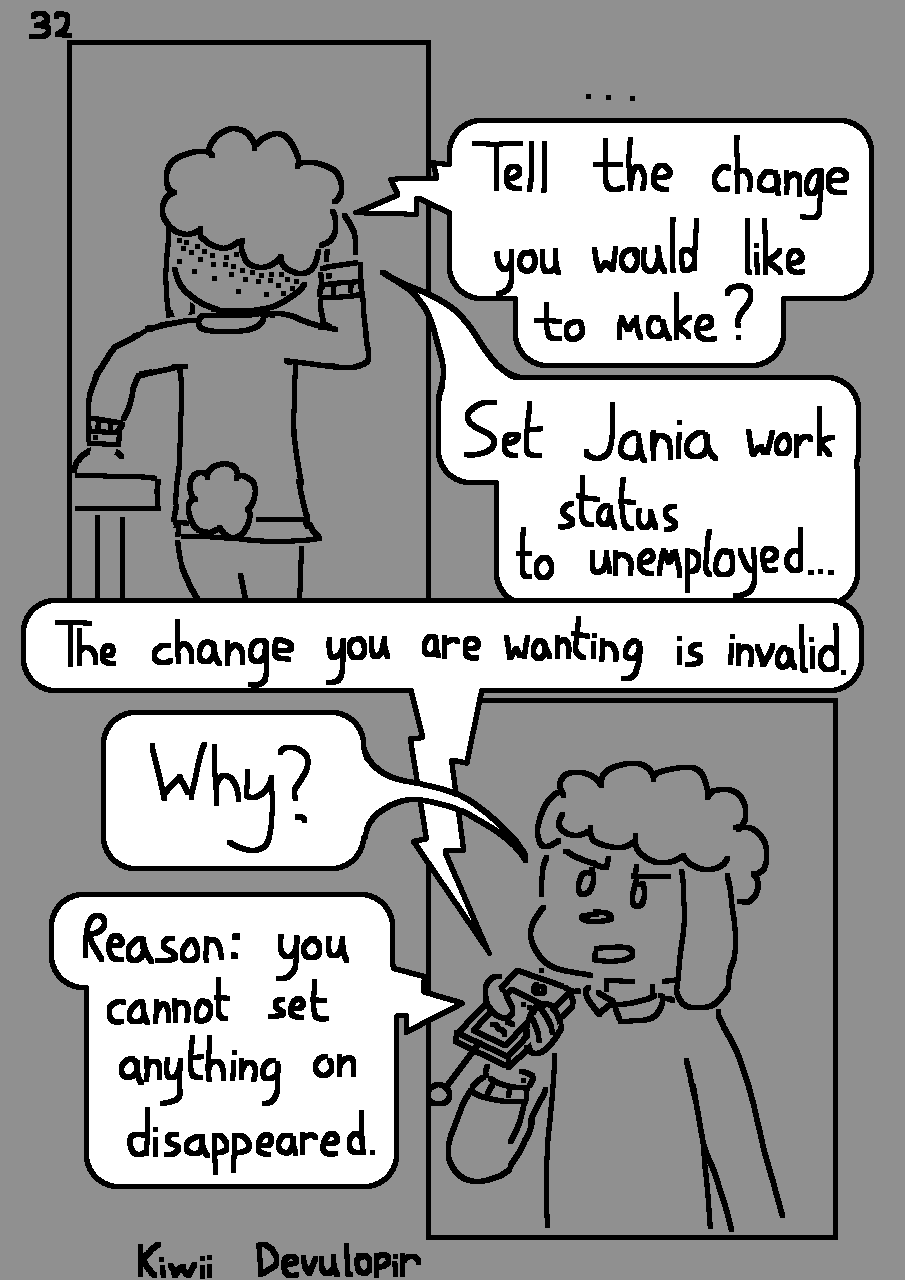 32
...
Tell the change
you would like
to make?
Set Jania work
status
to unemployed...
The change you are wanting is invalid.
Why?
Reason: you
cannot set
anything on
disappeared.
Kiwii Devulopir